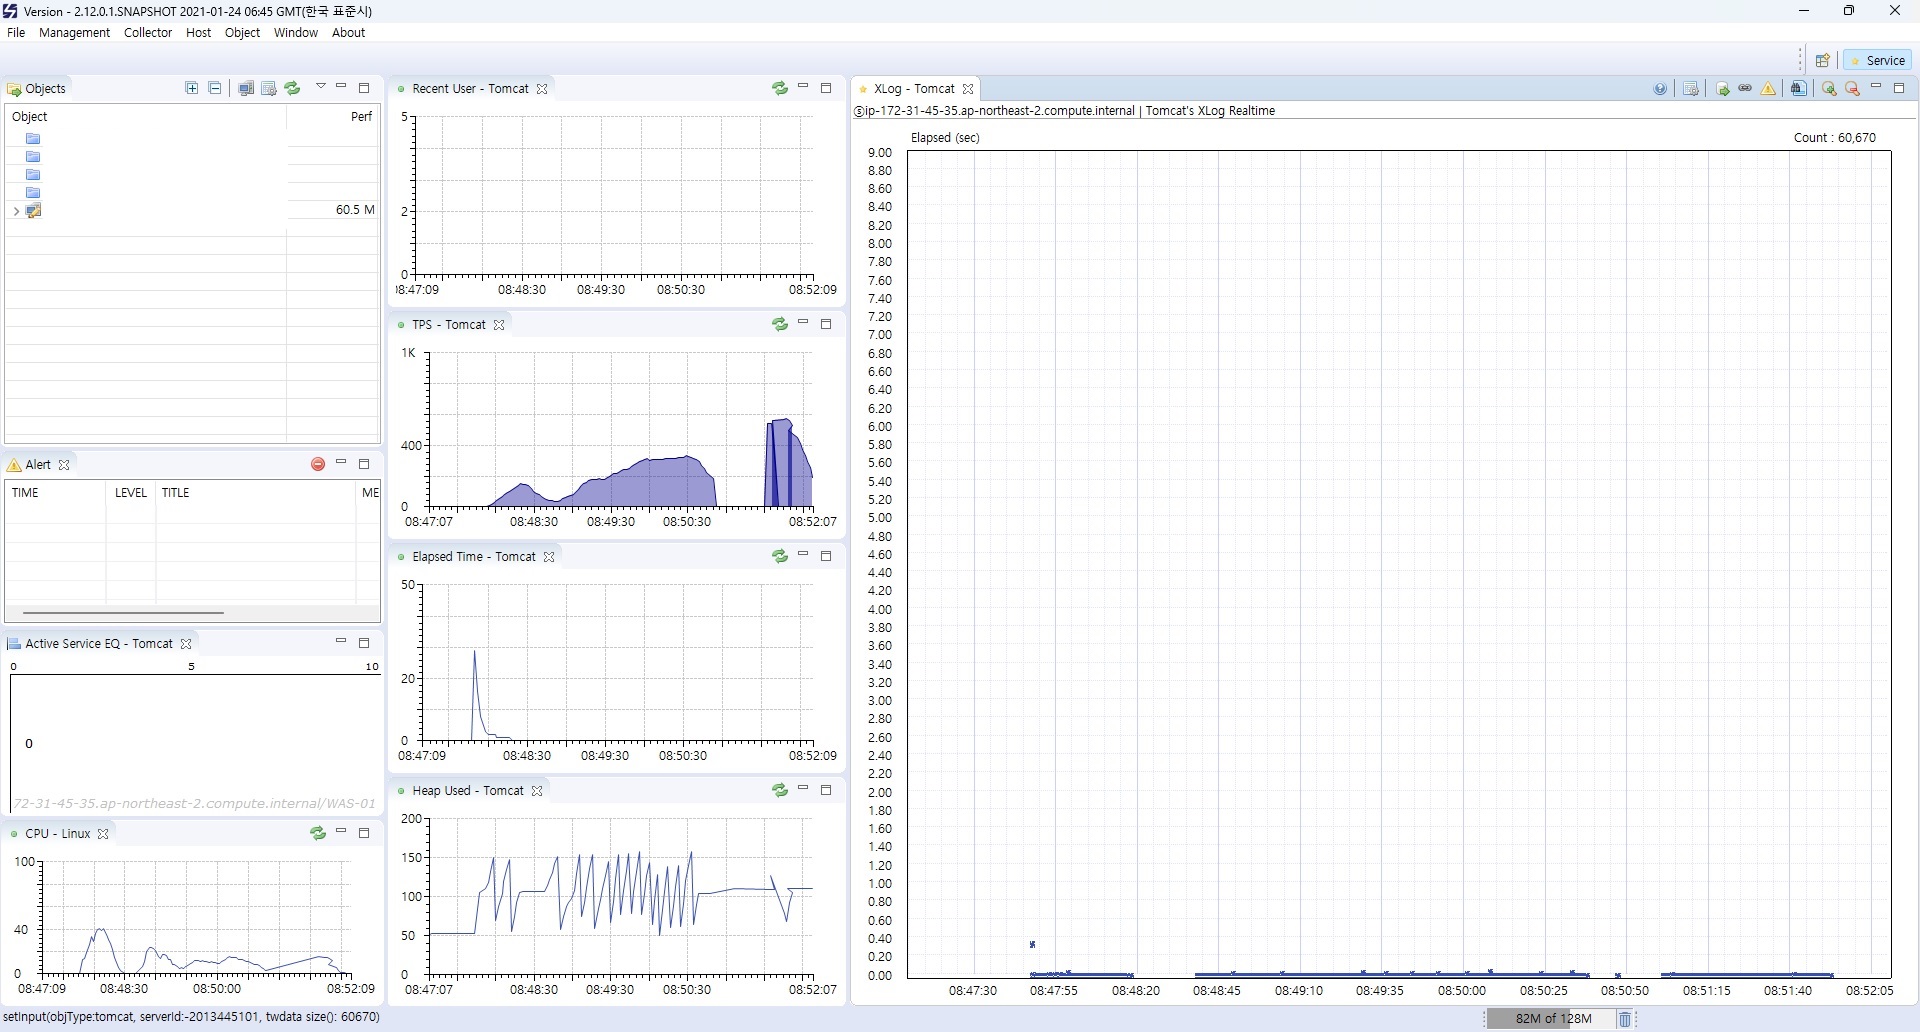 Version - 2.12.0.1.SNAPSHOT 2021-01-24 06:45 GMT(한국 표준시)
File Management Collector Host Object Window About
Service
Objects
Object Perf
60.5 M
Alert
TIME LEVEL TITLE ME
Active Service EQ - Tomcat
0 5 10
0
72-31-45-35.ap-northeast-2.compute.internal/WAS-01
CPU - Linux
100
40
0
08:47:09 08:48:30 08:50:00 08:52:09
Recent User - Tomcat
5
2
0
08:47:09 08:48:30 08:49:30 08:50:30 08:52:09
TPS - Tomcat
1K
400
0
08:47:07 08:48:30 08:49:30 08:50:30 08:52:07
Elapsed Time - Tomcat
50
20
0
08:47:09 08:48:30 08:49:30 08:50:30 08:52:09
Heap Used - Tomcat
200
150
100
50
0
08:47:07 08:48:30 08:49:30 08:50:30 08:52:07
XLog - Tomcat
ⓢip-172-31-45-35.ap-northeast-2.compute.internal | Tomcat's XLog Realtime
Elapsed (sec) Count : 60,670
9.00
8.80
8.60
8.40
8.20
8.00
7.80
7.60
7.40
7.20
7.00
6.80
6.60
6.40
6.20
6.00
5.80
5.60
5.40
5.20
5.00
4.80
4.60
4.40
4.20
4.00
3.80
3.60
3.40
3.20
3.00
2.80
2.60
2.40
2.20
2.00
1.80
1.60
1.40
1.20
1.00
0.80
0.60
0.40
0.20
0.00
08:47:30 08:47:55 08:48:20 08:48:45 08:49:10 08:49:35 08:50:00 08:50:25 08:50:50 08:51:15 08:51:40 08:52:05
setInput(objType:tomcat, serverId:-2013445101, twdata size(): 60670)
82M of 128M